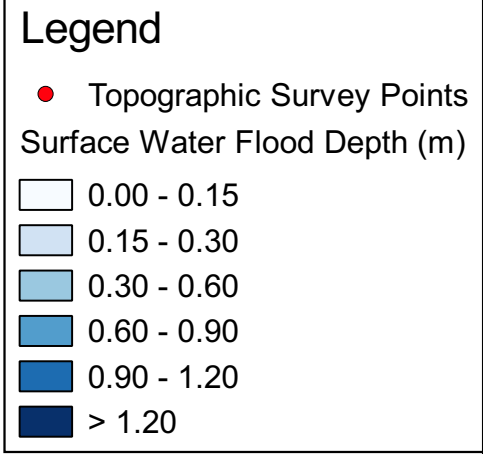 Legend
Topographic Survey Points
Surface Water Flood Depth (m)
0.00 - 0.15
0.15 - 0.30
0.30 - 0.60
0.60 - 0.90
0.90 - 1.20
> 1.20